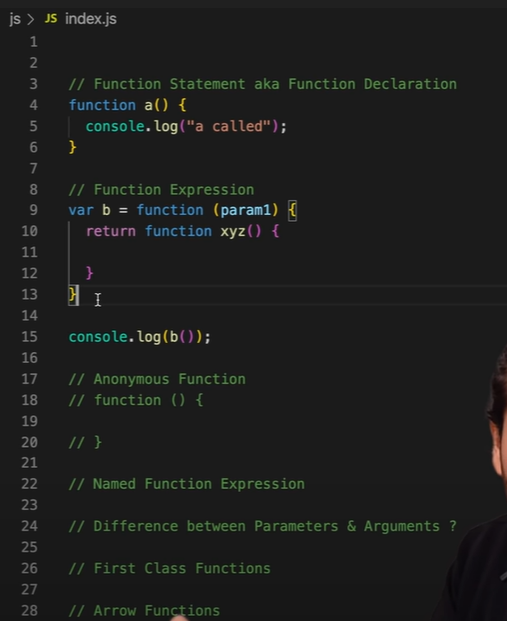 js > JS index.js
1
2
3 // Function Statement aka Function Declaration
4 function a() {
5   console.log("a called");
6 }
7
8 // Function Expression
9 var b = function (param1) {
10   return function xyz() {
11
12   }
13 }
14
15 console.log(b());
16
17 // Anonymous Function
18 // function () {
19
20 // }
21
22 // Named Function Expression
23
24 // Difference between Parameters & Arguments ?
25
26 // First Class Functions
27
28 // Arrow Functions